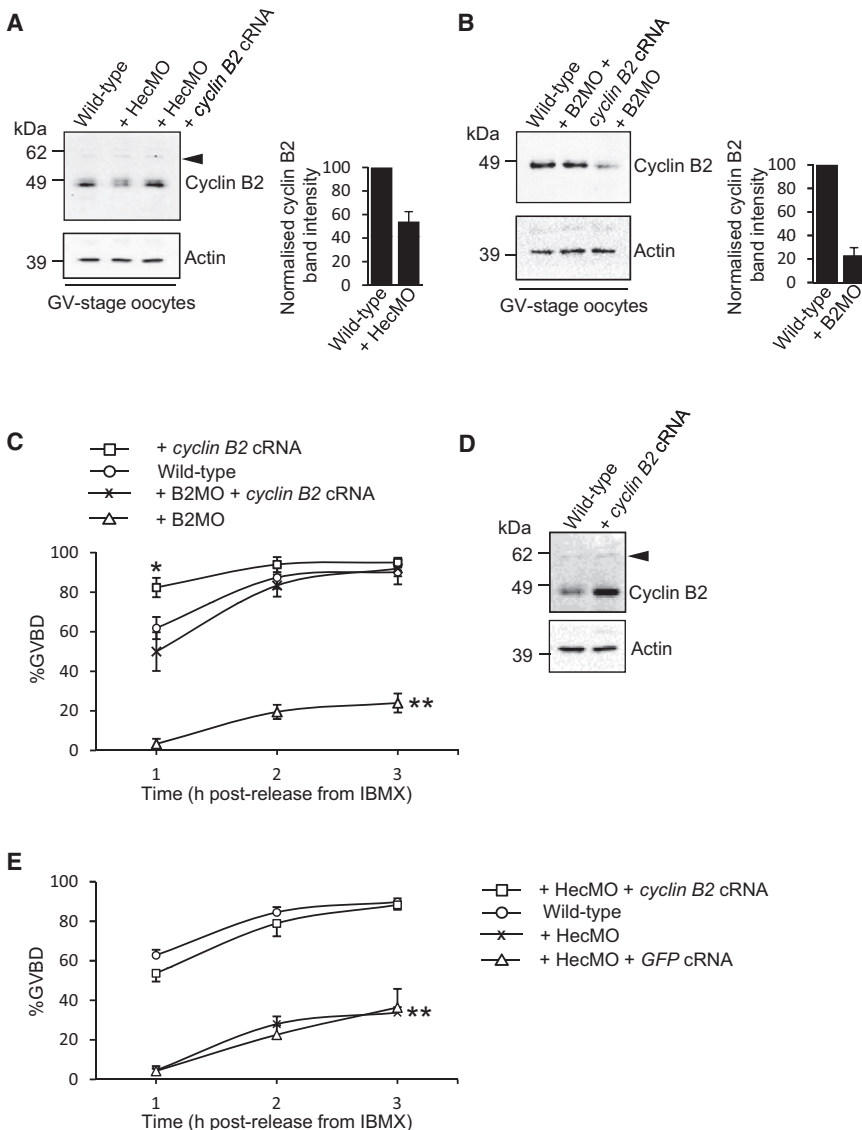 A
Wild-type
+ HecMO
+ HecMO
+ cyclin B2 cRNA
kDa
62
49
Cyclin B2
39
Actin
GV-stage oocytes
Normalised cyclin B2
band intensity
100
80
60
40
20
0
Wild-type
+ HecMO
B
Wild-type
+ B2MO +
cyclin B2 cRNA
+ B2MO
kDa
49
Cyclin B2
39
Actin
GV-stage oocytes
Normalised cyclin B2
band intensity
100
80
60
40
20
0
Wild-type
+ B2MO
C
+ cyclin B2 cRNA
Wild-type
+ B2MO + cyclin B2 cRNA
+ B2MO
%GVBD
100
80
60
40
20
0
*
**
1 2 3
Time (h post-release from IBMX)
D
Wild-type
+ cyclin B2 cRNA
kDa
62
49
Cyclin B2
39
Actin
E
%GVBD
100
80
60
40
20
0
**
1 2 3
Time (h post-release from IBMX)
+ HecMO + cyclin B2 cRNA
Wild-type
+ HecMO
+ HecMO + GFP cRNA